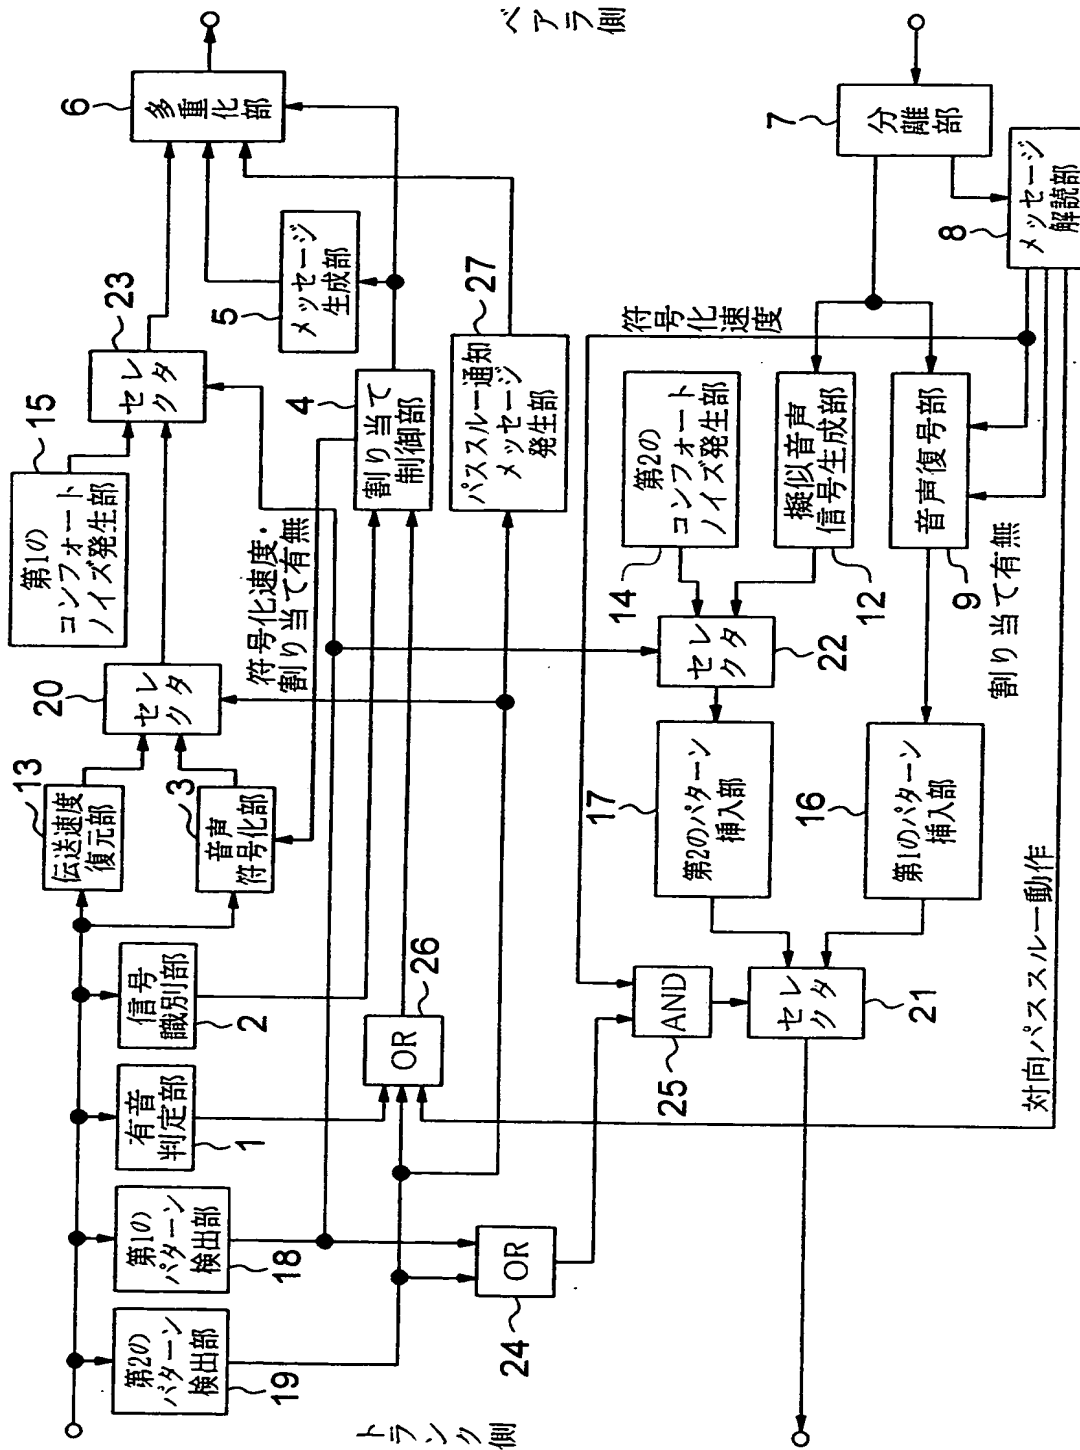 トランク側
ベアラ側
第2の
パターン
検出部
19
第1の
パターン
検出部
18
有音
判定部
1
信号
識別部
2
伝送速度
復元部
13
音声
符号化部
3
セレ
クタ
20
第1の
コンフォート
ノイズ発生部
15
セレ
クタ
23
多重化部
6
メッセージ
生成部
5
符号化速度・
割り当て有無
割り当て
制御部
4
パススルー通知
メッセージ
発生部
27
OR
26
OR
24
AND
25
セレ
クタ
21
第2のパターン
挿入部
17
第1のパターン
挿入部
16
セレ
クタ
22
第2の
コンフォート
ノイズ発生部
14
擬似音声
信号生成部
12
音声復号部
9
符号化速度
割り当て有無
対向パススルー動作
分離部
7
メッセージ
解読部
8